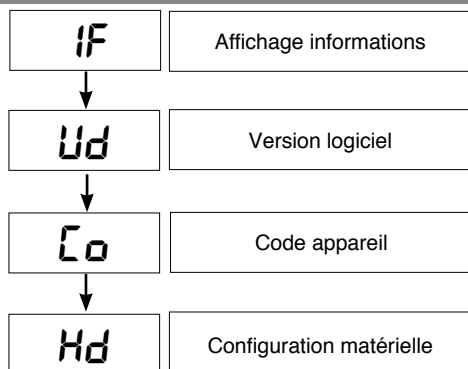 IF Affichage informations
Ud Version logiciel
Co Code appareil
Hd Configuration matérielle